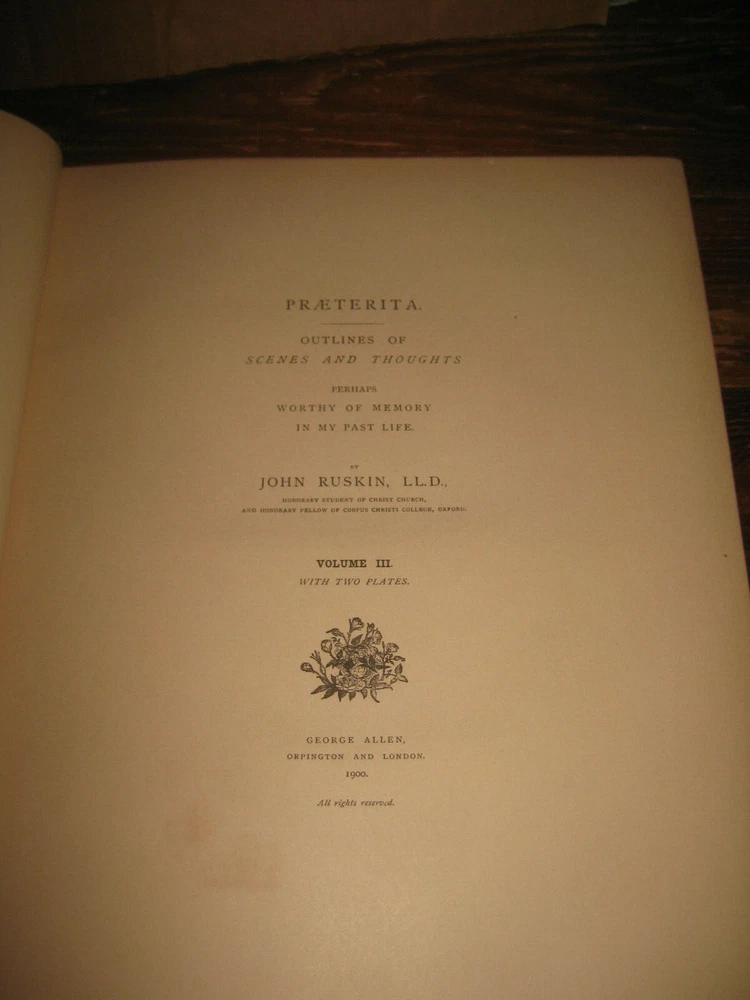 PRÆTERITA.
OUTLINES OF
SCENES AND THOUGHTS
PERHAPS
WORTHY OF MEMORY
IN MY PAST LIFE.
BY
JOHN RUSKIN, LL.D.,
HONORARY STUDENT OF CHRIST CHURCH,
AND HONORARY FELLOW OF CORPUS CHRISTI COLLEGE, OXFORD.
VOLUME III.
WITH TWO PLATES.
GEORGE ALLEN,
ORPINGTON AND LONDON.
1900.
All rights reserved.